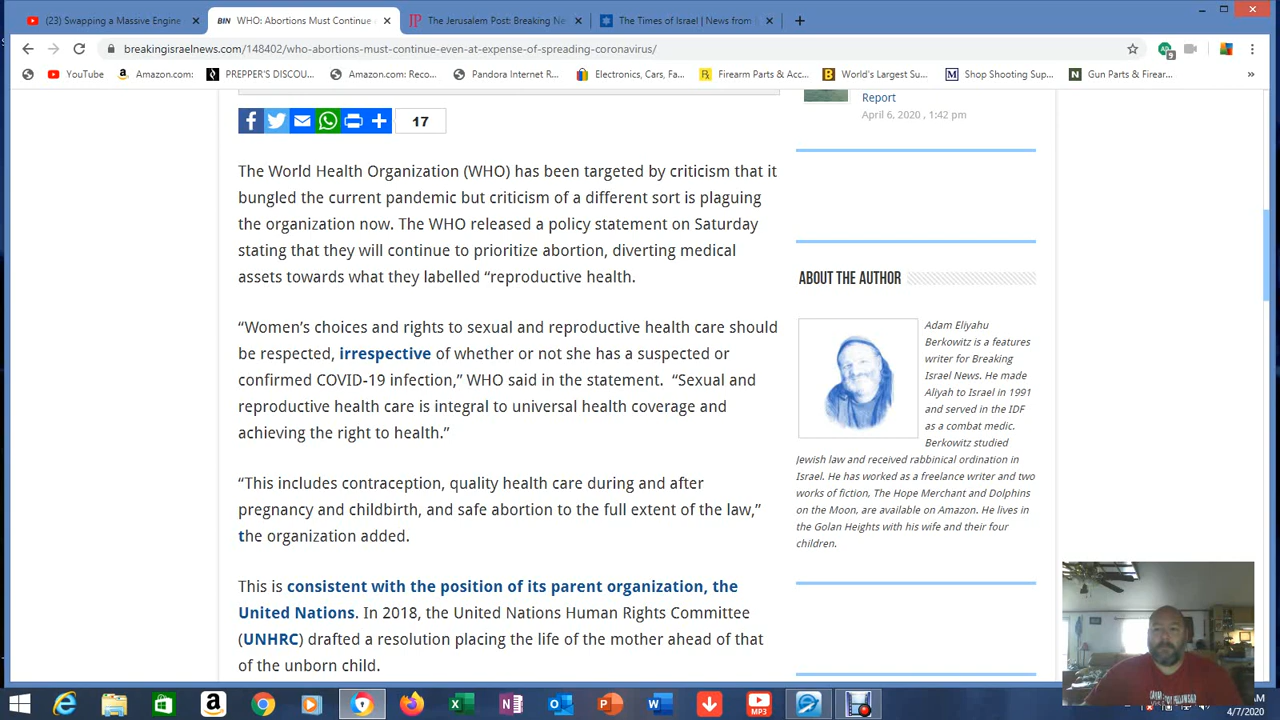 (23) Swapping a Massive Engine
BIN WHO: Abortions Must Continue
JP The Jerusalem Post: Breaking Ne
The Times of Israel | News from
breakingisraelnews.com/148402/who-abortions-must-continue-even-at-expense-of-spreading-coronavirus/
9
YouTube
Amazon.com:
PREPPER'S DISCOU...
Amazon.com: Reco...
Pandora Internet R...
Electronics, Cars, Fa...
Firearm Parts & Acc...
World's Largest Su...
Shop Shooting Sup...
Gun Parts & Firear...
»
17
The World Health Organization (WHO) has been targeted by criticism that it
bungled the current pandemic but criticism of a different sort is plaguing
the organization now. The WHO released a policy statement on Saturday
stating that they will continue to prioritize abortion, diverting medical
assets towards what they labelled “reproductive health.
“Women’s choices and rights to sexual and reproductive health care should
be respected, irrespective of whether or not she has a suspected or
confirmed COVID-19 infection,” WHO said in the statement. “Sexual and
reproductive health care is integral to universal health coverage and
achieving the right to health.”
“This includes contraception, quality health care during and after
pregnancy and childbirth, and safe abortion to the full extent of the law,”
the organization added.
This is consistent with the position of its parent organization, the
United Nations. In 2018, the United Nations Human Rights Committee
(UNHRC) drafted a resolution placing the life of the mother ahead of that
of the unborn child.
Report
April 6, 2020 , 1:42 pm
ABOUT THE AUTHOR
Adam Eliyahu
Berkowitz is a features
writer for Breaking
Israel News. He made
Aliyah to Israel in 1991
and served in the IDF
as a combat medic.
Berkowitz studied
Jewish law and received rabbinical ordination in
Israel. He has worked as a freelance writer and two
works of fiction, The Hope Merchant and Dolphins
on the Moon, are available on Amazon. He lives in
the Golan Heights with his wife and their four
children.
MP3
4/7/2020